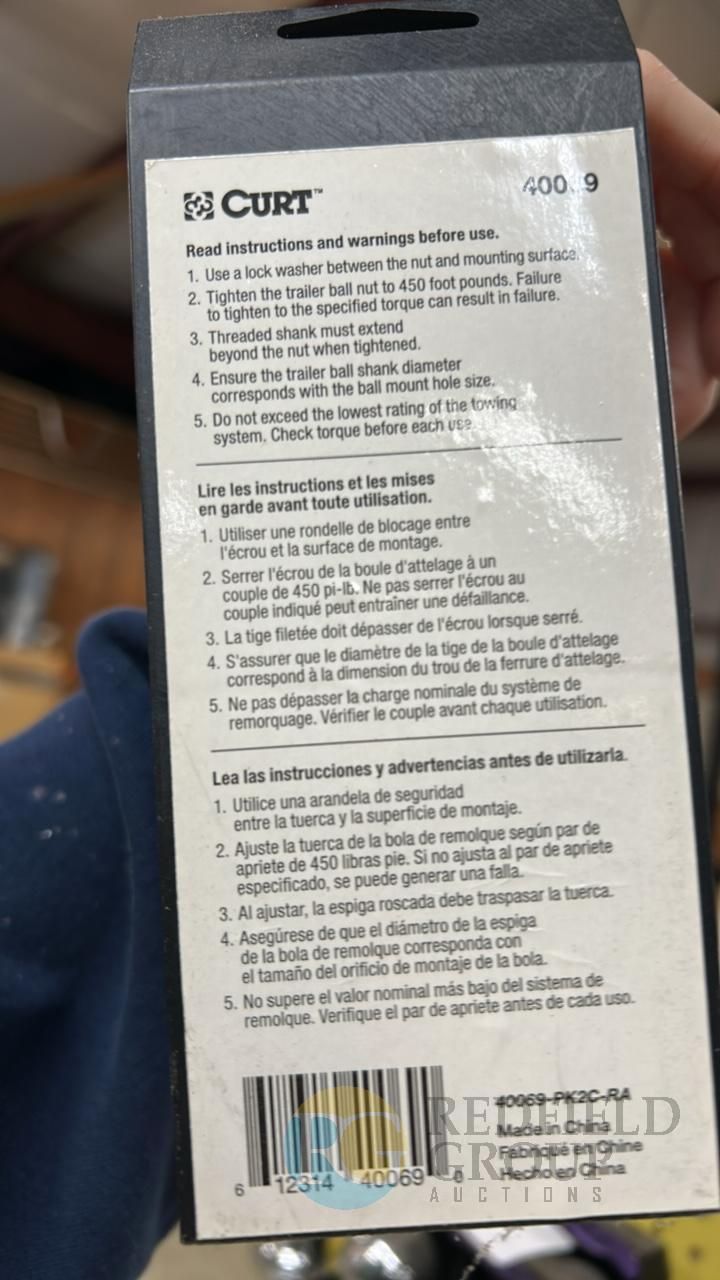 CURT™
Read instructions and warnings before use.
1. Use a lock washer between the nut and mounting surface.
2. Tighten the trailer ball nut to 450 foot pounds. Failure
to tighten to the specified torque can result in failure.
3. Threaded shank must extend
beyond the nut when tightened.
4. Ensure the trailer ball shank diameter
corresponds with the ball mount hole size.
5. Do not exceed the lowest rating of the towing
system. Check torque before each use.
Lire les instructions et les mises
en garde avant toute utilisation.
1. Utiliser une rondelle de blocage entre
l'écrou et la surface de montage.
2. Serrer l'écrou de la boule d'attelage à un
couple de 450 pi-lb. Ne pas serrer l'écrou au
couple indiqué peut entraîner une défaillance.
3. La tige filetée doit dépasser de l'écrou lorsque serré.
4. S'assurer que le diamètre de la tige de la boule d'attelage
correspond à la dimension du trou de la ferrure d'attelage.
5. Ne pas dépasser la charge nominale du système de
remorquage. Vérifier le couple avant chaque utilisation.
Lea las instrucciones y advertencias antes de utilizarla.
1. Utilice una arandela de seguridad
entre la tuerca y la superficie de montaje.
2. Ajuste la tuerca de la bola de remolque según par de
apriete de 450 libras pie. Si no ajusta al par de apriete
especificado, se puede generar una falla.
3. Al ajustar, la espiga roscada debe traspasar la tuerca.
4. Asegúrese de que el diámetro de la espiga
de la bola de remolque corresponda con
el tamaño del orificio de montaje de la bola.
5. No supere el valor nominal más bajo del sistema de
remolque. Verifique el par de apriete antes de cada uso.
40069-PK2C-RA
Made in China
Fabriqué en Chine
Hecho en China
6 12314 40069 0
RG REDFIELD
GROUP
AUCTIONS